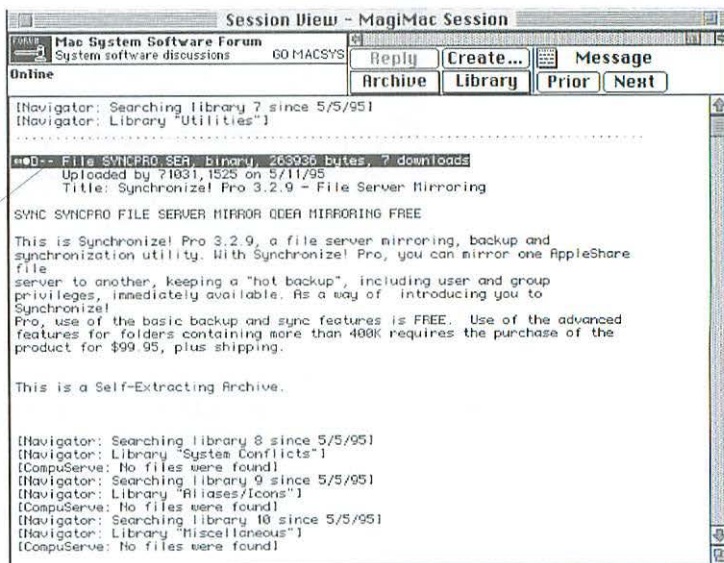 Session View - MagiMac Session
FORUM
Mac System Software Forum
System software discussions GO MACSYS
Online
Reply Create... Message
Archive Library Prior Next
[Navigator: Searching library 7 since 5/5/95]
[Navigator: Library "Utilities"]
D-- File SYNCPRO.SEA, binary, 263936 bytes, 7 downloads
Uploaded by 71031,1525 on 5/11/95
Title: Synchronize! Pro 3.2.9 - File Server Mirroring
SYNC SYNCPRO FILE SERVER MIRROR QDEA MIRRORING FREE
This is Synchronize! Pro 3.2.9, a file server mirroring, backup and
synchronization utility. With Synchronize! Pro, you can mirror one AppleShare
file
server to another, keeping a "hot backup", including user and group
privileges, immediately available. As a way of introducing you to
Synchronize!
Pro, use of the basic backup and sync features is FREE. Use of the advanced
features for folders containing more than 400K requires the purchase of the
product for $99.95, plus shipping.
This is a Self-Extracting Archive.
[Navigator: Searching library 8 since 5/5/95]
[Navigator: Library "System Conflicts"]
[CompuServe: No files were found]
[Navigator: Searching library 9 since 5/5/95]
[Navigator: Library "Aliases/Icons"]
[CompuServe: No files were found]
[Navigator: Searching library 10 since 5/5/95]
[Navigator: Library "Miscellaneous"]
[CompuServe: No files were found]